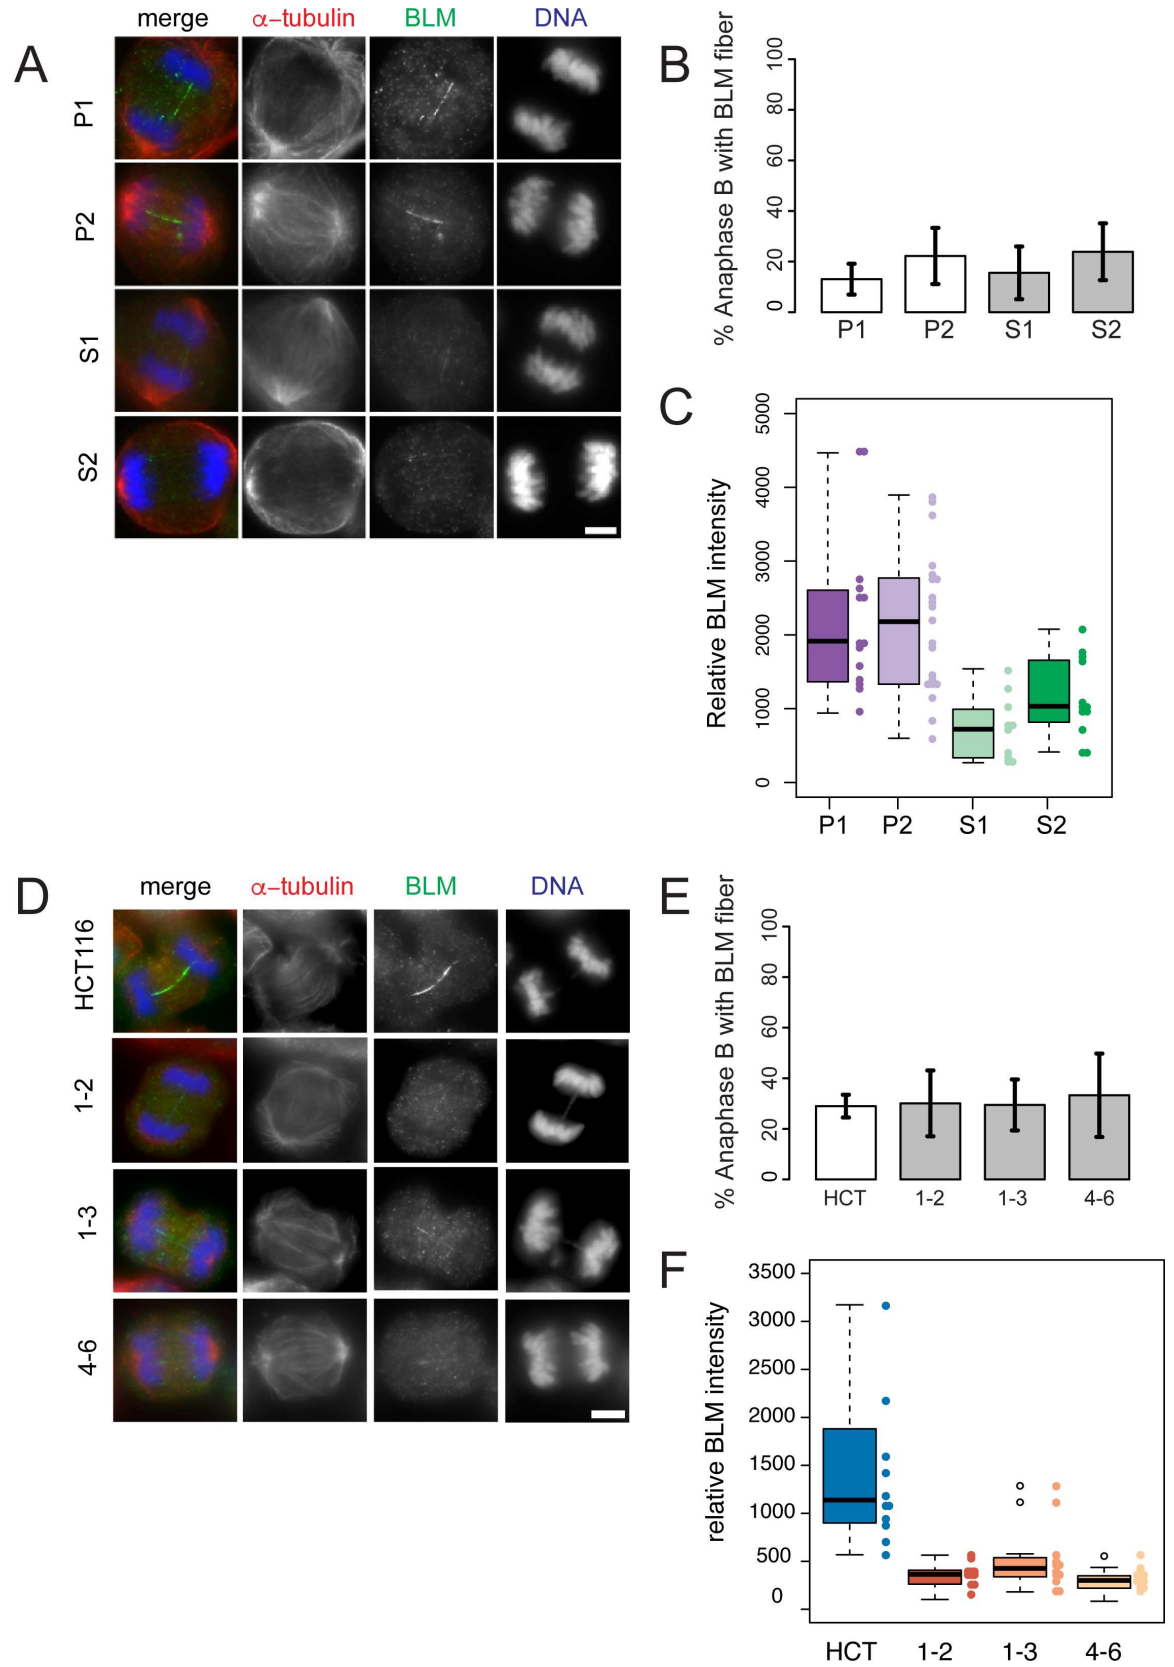 merge α−tubulin BLM DNA
A
P1
P2
S1
S2
B
% Anaphase B with BLM fiber
100
80
60
40
20
0
P1 P2 S1 S2
C
Relative BLM intensity
5000
4000
3000
2000
1000
0
P1 P2 S1 S2
D
merge α−tubulin BLM DNA
HCT116
1-2
1-3
4-6
E
% Anaphase B with BLM fiber
100
80
60
40
20
0
HCT 1-2 1-3 4-6
F
relative BLM intensity
3500
3000
2500
2000
1500
1000
500
0
HCT 1-2 1-3 4-6